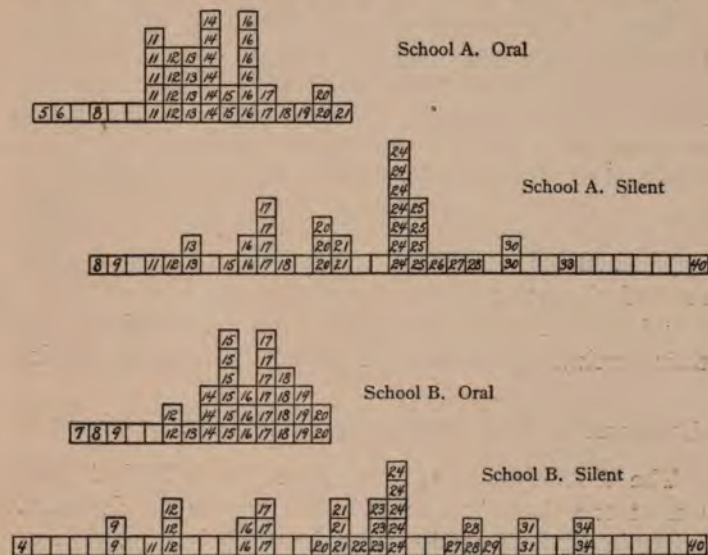 14 16
11 14 16
School A. Oral
11 12 13 14 16
11 12 13 14 16
11 12 13 14 15 16 17 20
5 6 8 11 12 13 14 15 16 17 18 19 20 21
24
24
School A. Silent
24
17 24 25
17 20 24 25
13 16 17 20 21 24 25 30
8 9 11 12 13 15 16 17 18 20 21 24 25 26 27 28 30 33 40
15 17
15 17
15 17 18
School B. Oral
14 15 16 17 18 19
12 14 15 16 17 18 19 20
7 8 9 12 13 14 15 16 17 18 19 20
24
School B. Silent
24
12 17 21 23 24
9 12 16 17 21 23 24 28 31 34
4 9 11 12 16 17 20 21 22 23 24 27 28 29 31 34 40